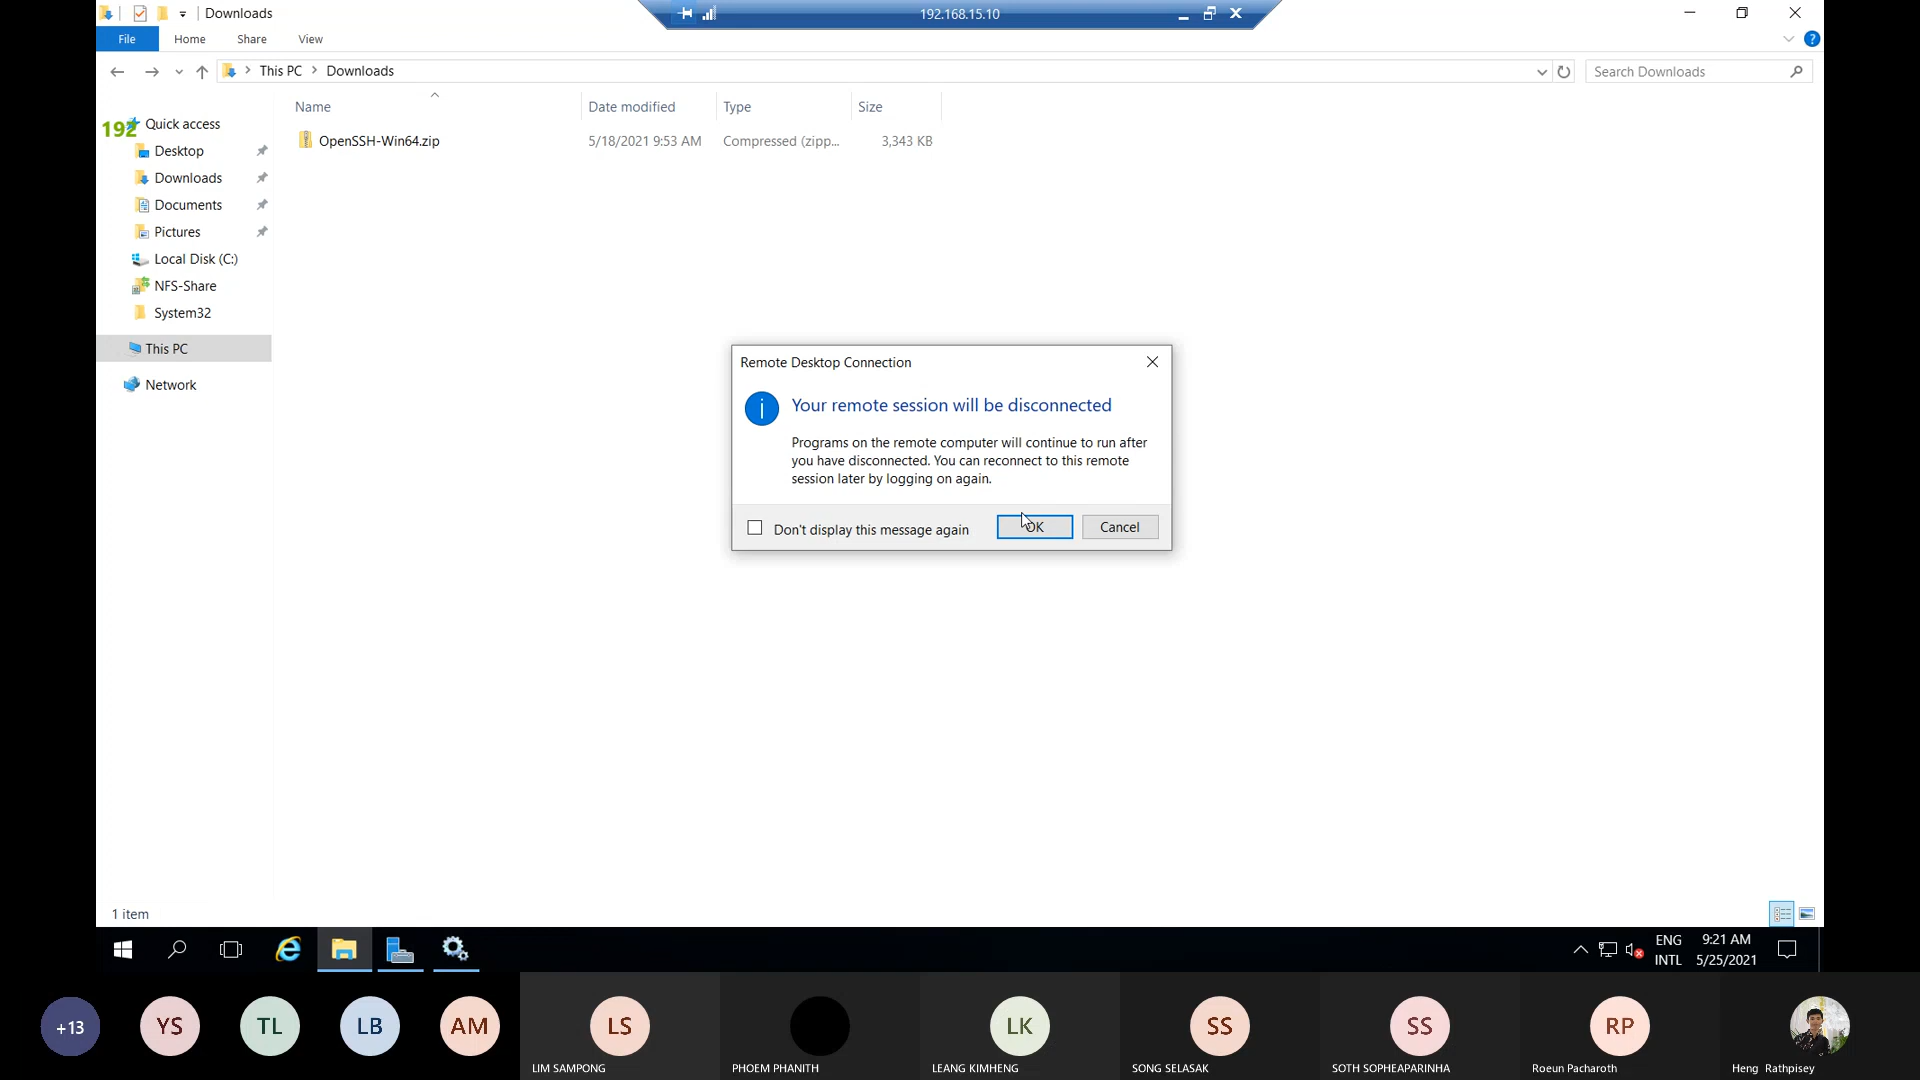 Downloads
192.168.15.10
File
Home
Share
View
This PC
Downloads
Search Downloads
Name
Date modified
Type
Size
192
Quick access
OpenSSH-Win64.zip
5/18/2021 9:53 AM
Compressed (zipp...
3,343 KB
Desktop
Downloads
Documents
Pictures
Local Disk (C:)
NFS-Share
System32
This PC
Network
Remote Desktop Connection
Your remote session will be disconnected
Programs on the remote computer will continue to run after
you have disconnected. You can reconnect to this remote
session later by logging on again.
Don't display this message again
OK
Cancel
1 item
ENG
INTL
9:21 AM
5/25/2021
+13
YS
TL
LB
AM
LS
LK
SS
SS
RP
LIM SAMPONG
PHOEM PHANITH
LEANG KIMHENG
SONG SELASAK
SOTH SOPHEAPARINHA
Roeun Pacharoth
Heng Rathpisey